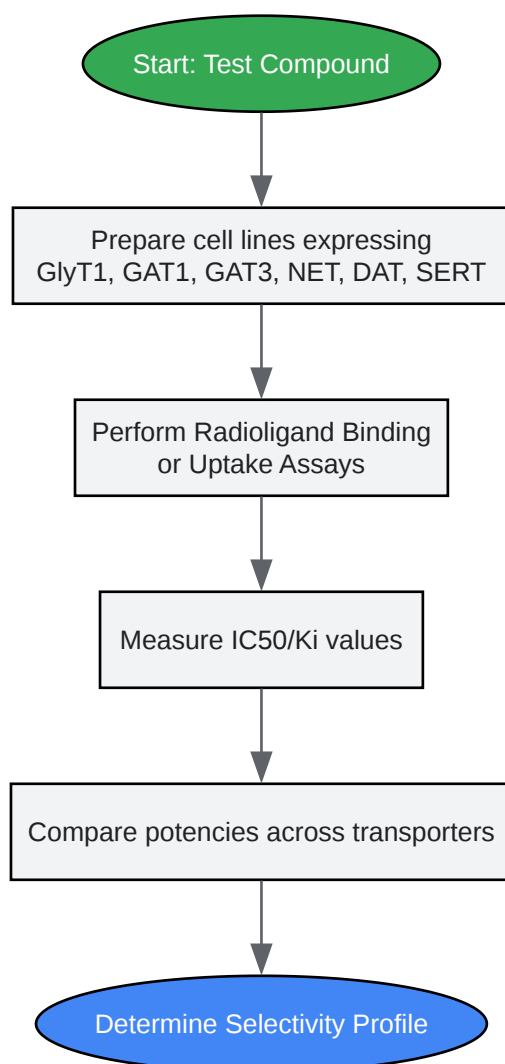 Start: Test Compound
Prepare cell lines expressing
GlyT1, GAT1, GAT3, NET, DAT, SERT
Perform Radioligand Binding
or Uptake Assays
Measure IC50/Ki values
Compare potencies across transporters
Determine Selectivity Profile